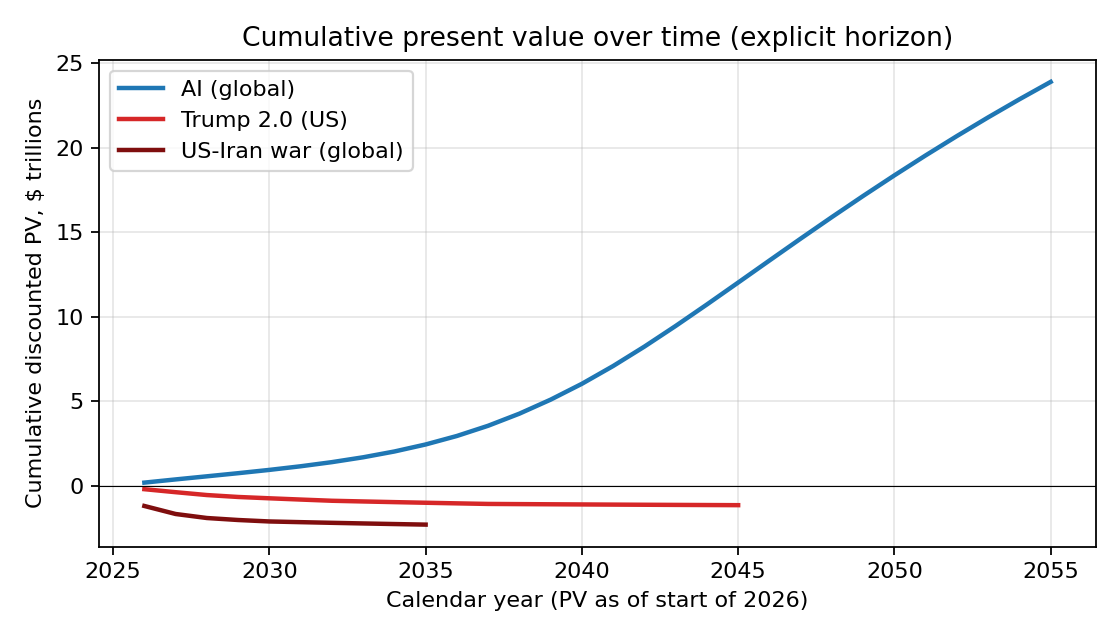 Cumulative present value over time (explicit horizon)
AI (global)
Trump 2.0 (US)
US-Iran war (global)
Cumulative discounted PV, $ trillions
25
20
15
10
5
0
2025 2030 2035 2040 2045 2050 2055
Calendar year (PV as of start of 2026)